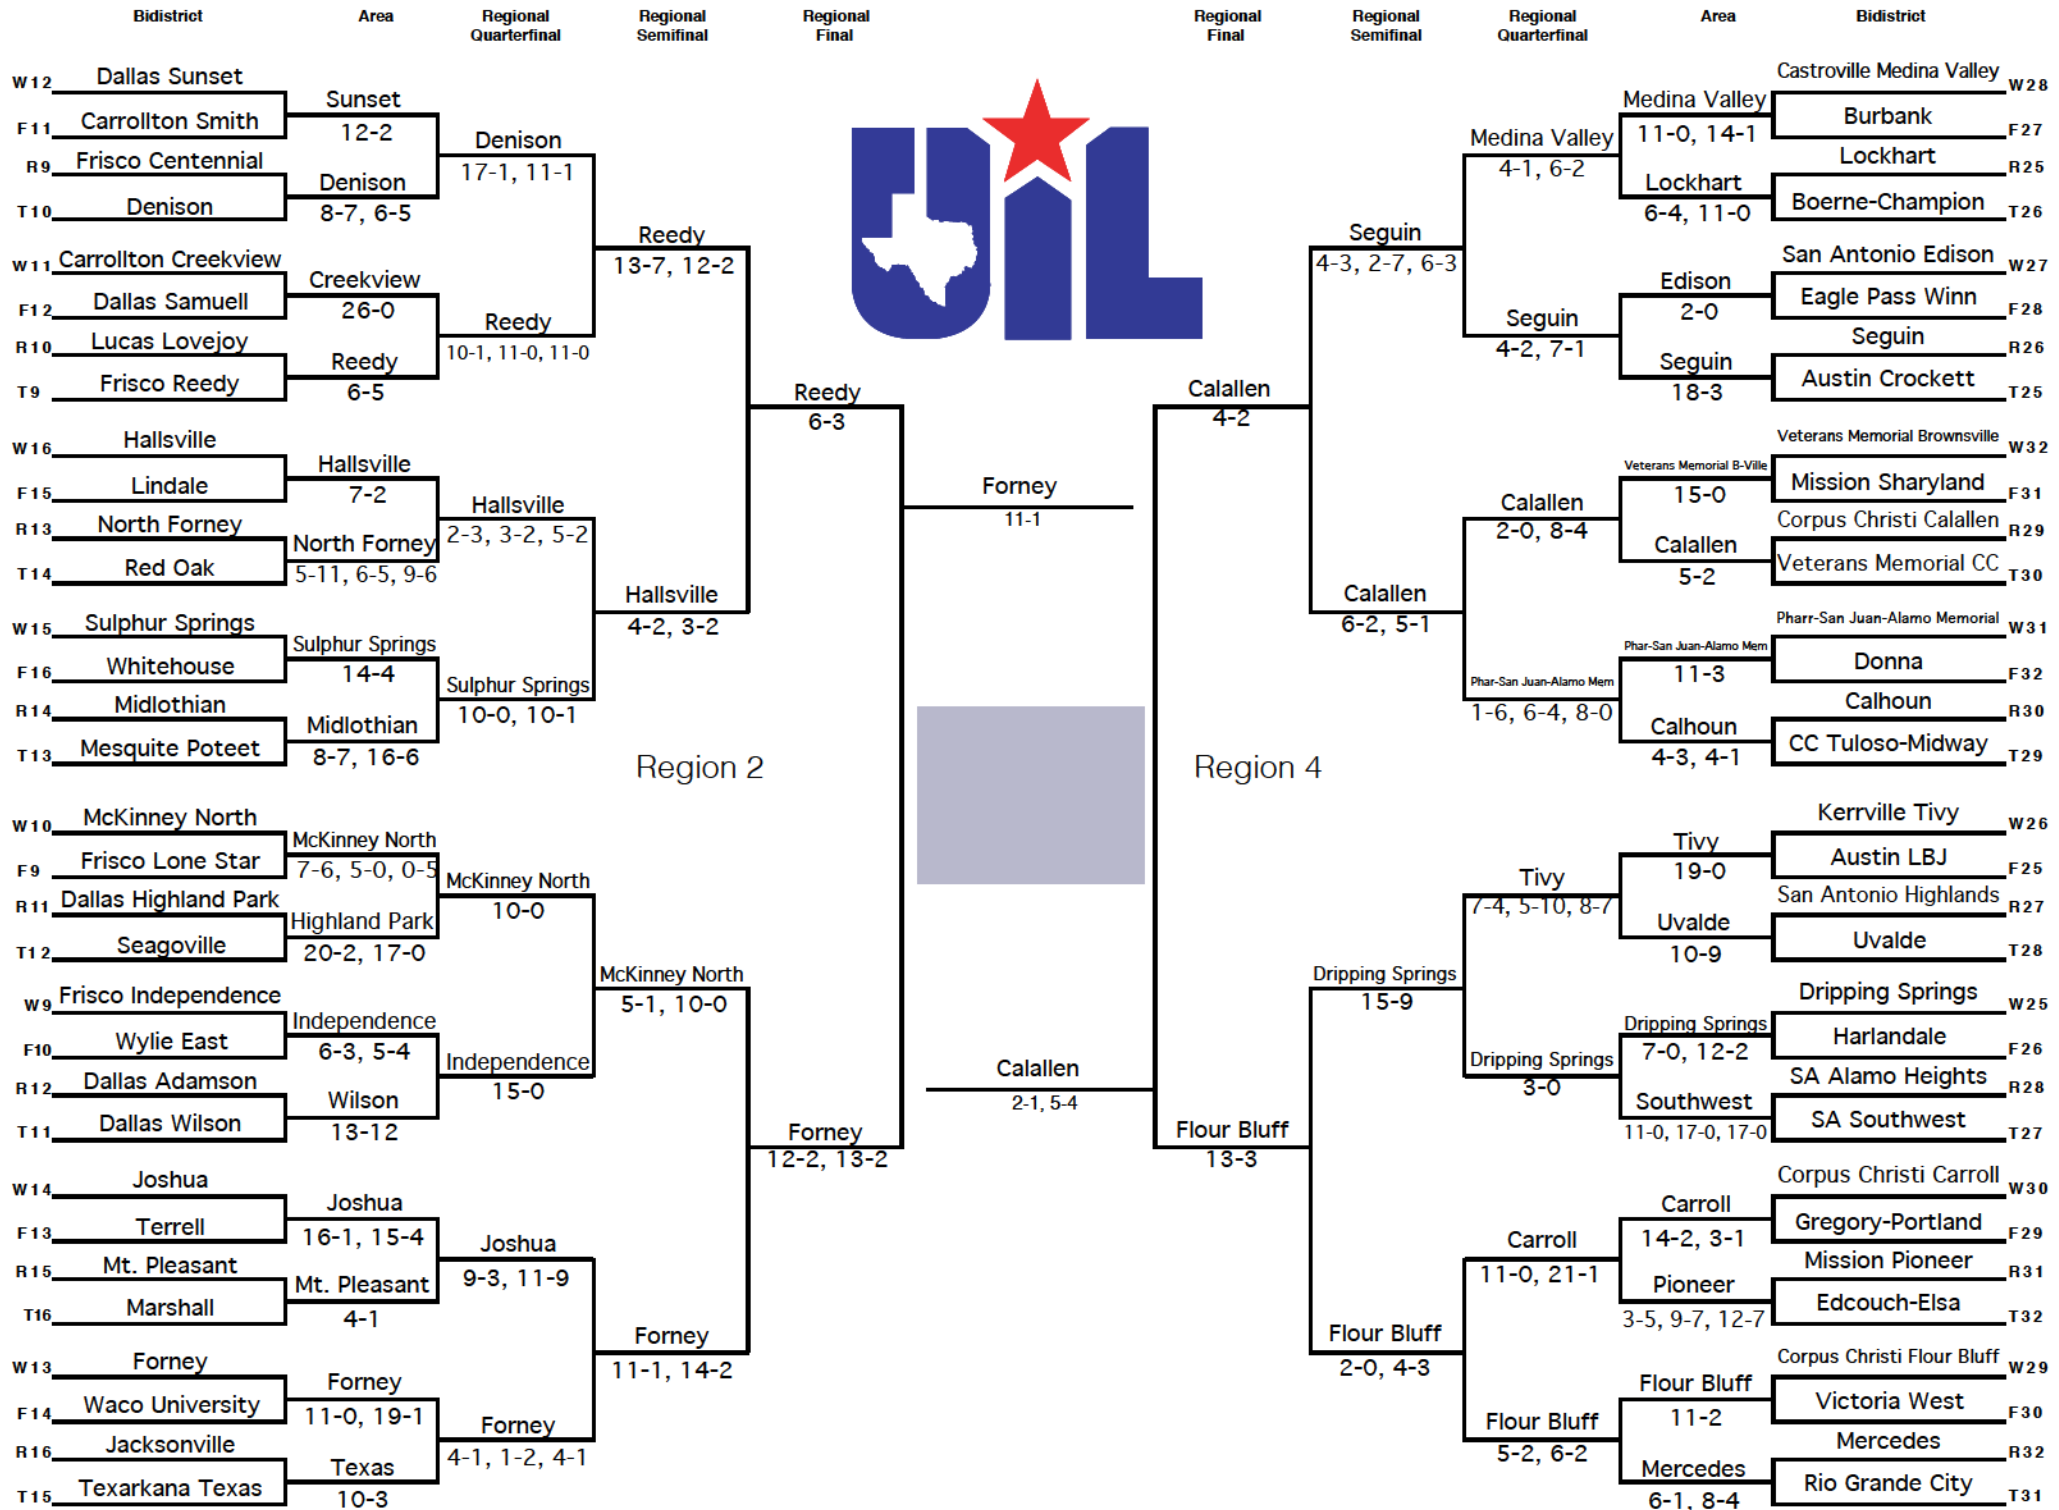 Bidistrict
Area
Regional
Quarterfinal
Regional
Semifinal
Regional
Final
Regional
Final
Regional
Semifinal
Regional
Quarterfinal
Area
Bidistrict
W12 Dallas Sunset
F11 Carrollton Smith
R9 Frisco Centennial
T10 Denison
W11 Carrollton Creekview
F12 Dallas Samuell
R10 Lucas Lovejoy
T9 Frisco Reedy
W16 Hallsville
F15 Lindale
R13 North Forney
T14 Red Oak
W15 Sulphur Springs
F16 Whitehouse
R14 Midlothian
T13 Mesquite Poteet
W10 McKinney North
F9 Frisco Lone Star
R11 Dallas Highland Park
T12 Seagoville
W9 Frisco Independence
F10 Wylie East
R12 Dallas Adamson
T11 Dallas Wilson
W14 Joshua
F13 Terrell
R15 Mt. Pleasant
T16 Marshall
W13 Forney
F14 Waco University
R16 Jacksonville
T15 Texarkana Texas
Sunset
12-2
Denison
8-7, 6-5
Creekview
26-0
Reedy
6-5
Hallsville
7-2
North Forney
5-11, 6-5, 9-6
Sulphur Springs
14-4
Midlothian
8-7, 16-6
McKinney North
7-6, 5-0, 0-5
Highland Park
20-2, 17-0
Independence
6-3, 5-4
Wilson
13-12
Joshua
16-1, 15-4
Mt. Pleasant
4-1
Forney
11-0, 19-1
Texas
10-3
Denison
17-1, 11-1
Reedy
10-1, 11-0, 11-0
Hallsville
2-3, 3-2, 5-2
Sulphur Springs
10-0, 10-1
McKinney North
10-0
Independence
15-0
Joshua
9-3, 11-9
Forney
4-1, 1-2, 4-1
Reedy
13-7, 12-2
Hallsville
4-2, 3-2
McKinney North
5-1, 10-0
Forney
11-1, 14-2
Reedy
6-3
Forney
12-2, 13-2
Region 2
UIL
Forney
11-1
Calallen
2-1, 5-4
Region 4
Calallen
4-2
Flour Bluff
13-3
Seguin
4-3, 2-7, 6-3
Calallen
6-2, 5-1
Dripping Springs
15-9
Flour Bluff
2-0, 4-3
Medina Valley
4-1, 6-2
Seguin
4-2, 7-1
Calallen
2-0, 8-4
Phar-San Juan-Alamo Mem
1-6, 6-4, 8-0
Tivy
7-4, 5-10, 8-7
Dripping Springs
3-0
Carroll
11-0, 21-1
Flour Bluff
5-2, 6-2
Medina Valley
11-0, 14-1
Lockhart
6-4, 11-0
Edison
2-0
Seguin
18-3
Veterans Memorial B-Ville
15-0
Calallen
5-2
Phar-San Juan-Alamo Mem
11-3
Calhoun
4-3, 4-1
Tivy
19-0
Uvalde
10-9
Dripping Springs
7-0, 12-2
Southwest
11-0, 17-0, 17-0
Carroll
14-2, 3-1
Pioneer
3-5, 9-7, 12-7
Flour Bluff
11-2
Mercedes
6-1, 8-4
Castroville Medina Valley W28
Burbank F27
Lockhart R25
Boerne-Champion T26
San Antonio Edison W27
Eagle Pass Winn F28
Seguin R26
Austin Crockett T25
Veterans Memorial Brownsville W32
Mission Sharyland F31
Corpus Christi Calallen R29
Veterans Memorial CC T30
Pharr-San Juan-Alamo Memorial W31
Donna F32
Calhoun R30
CC Tuloso-Midway T29
Kerrville Tivy W26
Austin LBJ F25
San Antonio Highlands R27
Uvalde T28
Dripping Springs W25
Harlandale F26
SA Alamo Heights R28
SA Southwest T27
Corpus Christi Carroll W30
Gregory-Portland F29
Mission Pioneer R31
Edcouch-Elsa T32
Corpus Christi Flour Bluff W29
Victoria West F30
Mercedes R32
Rio Grande City T31